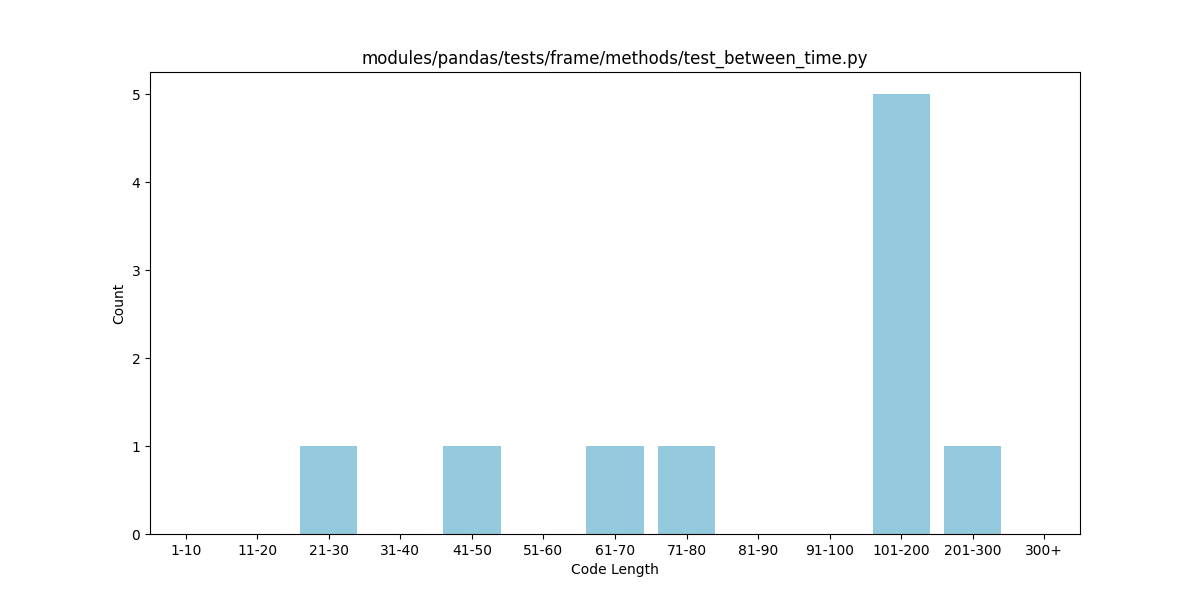 modules/pandas/tests/frame/methods/test_between_time.py
5
4
3
2
1
0
Count
1-10 11-20 21-30 31-40 41-50 51-60 61-70 71-80 81-90 91-100 101-200 201-300 300+
Code Length